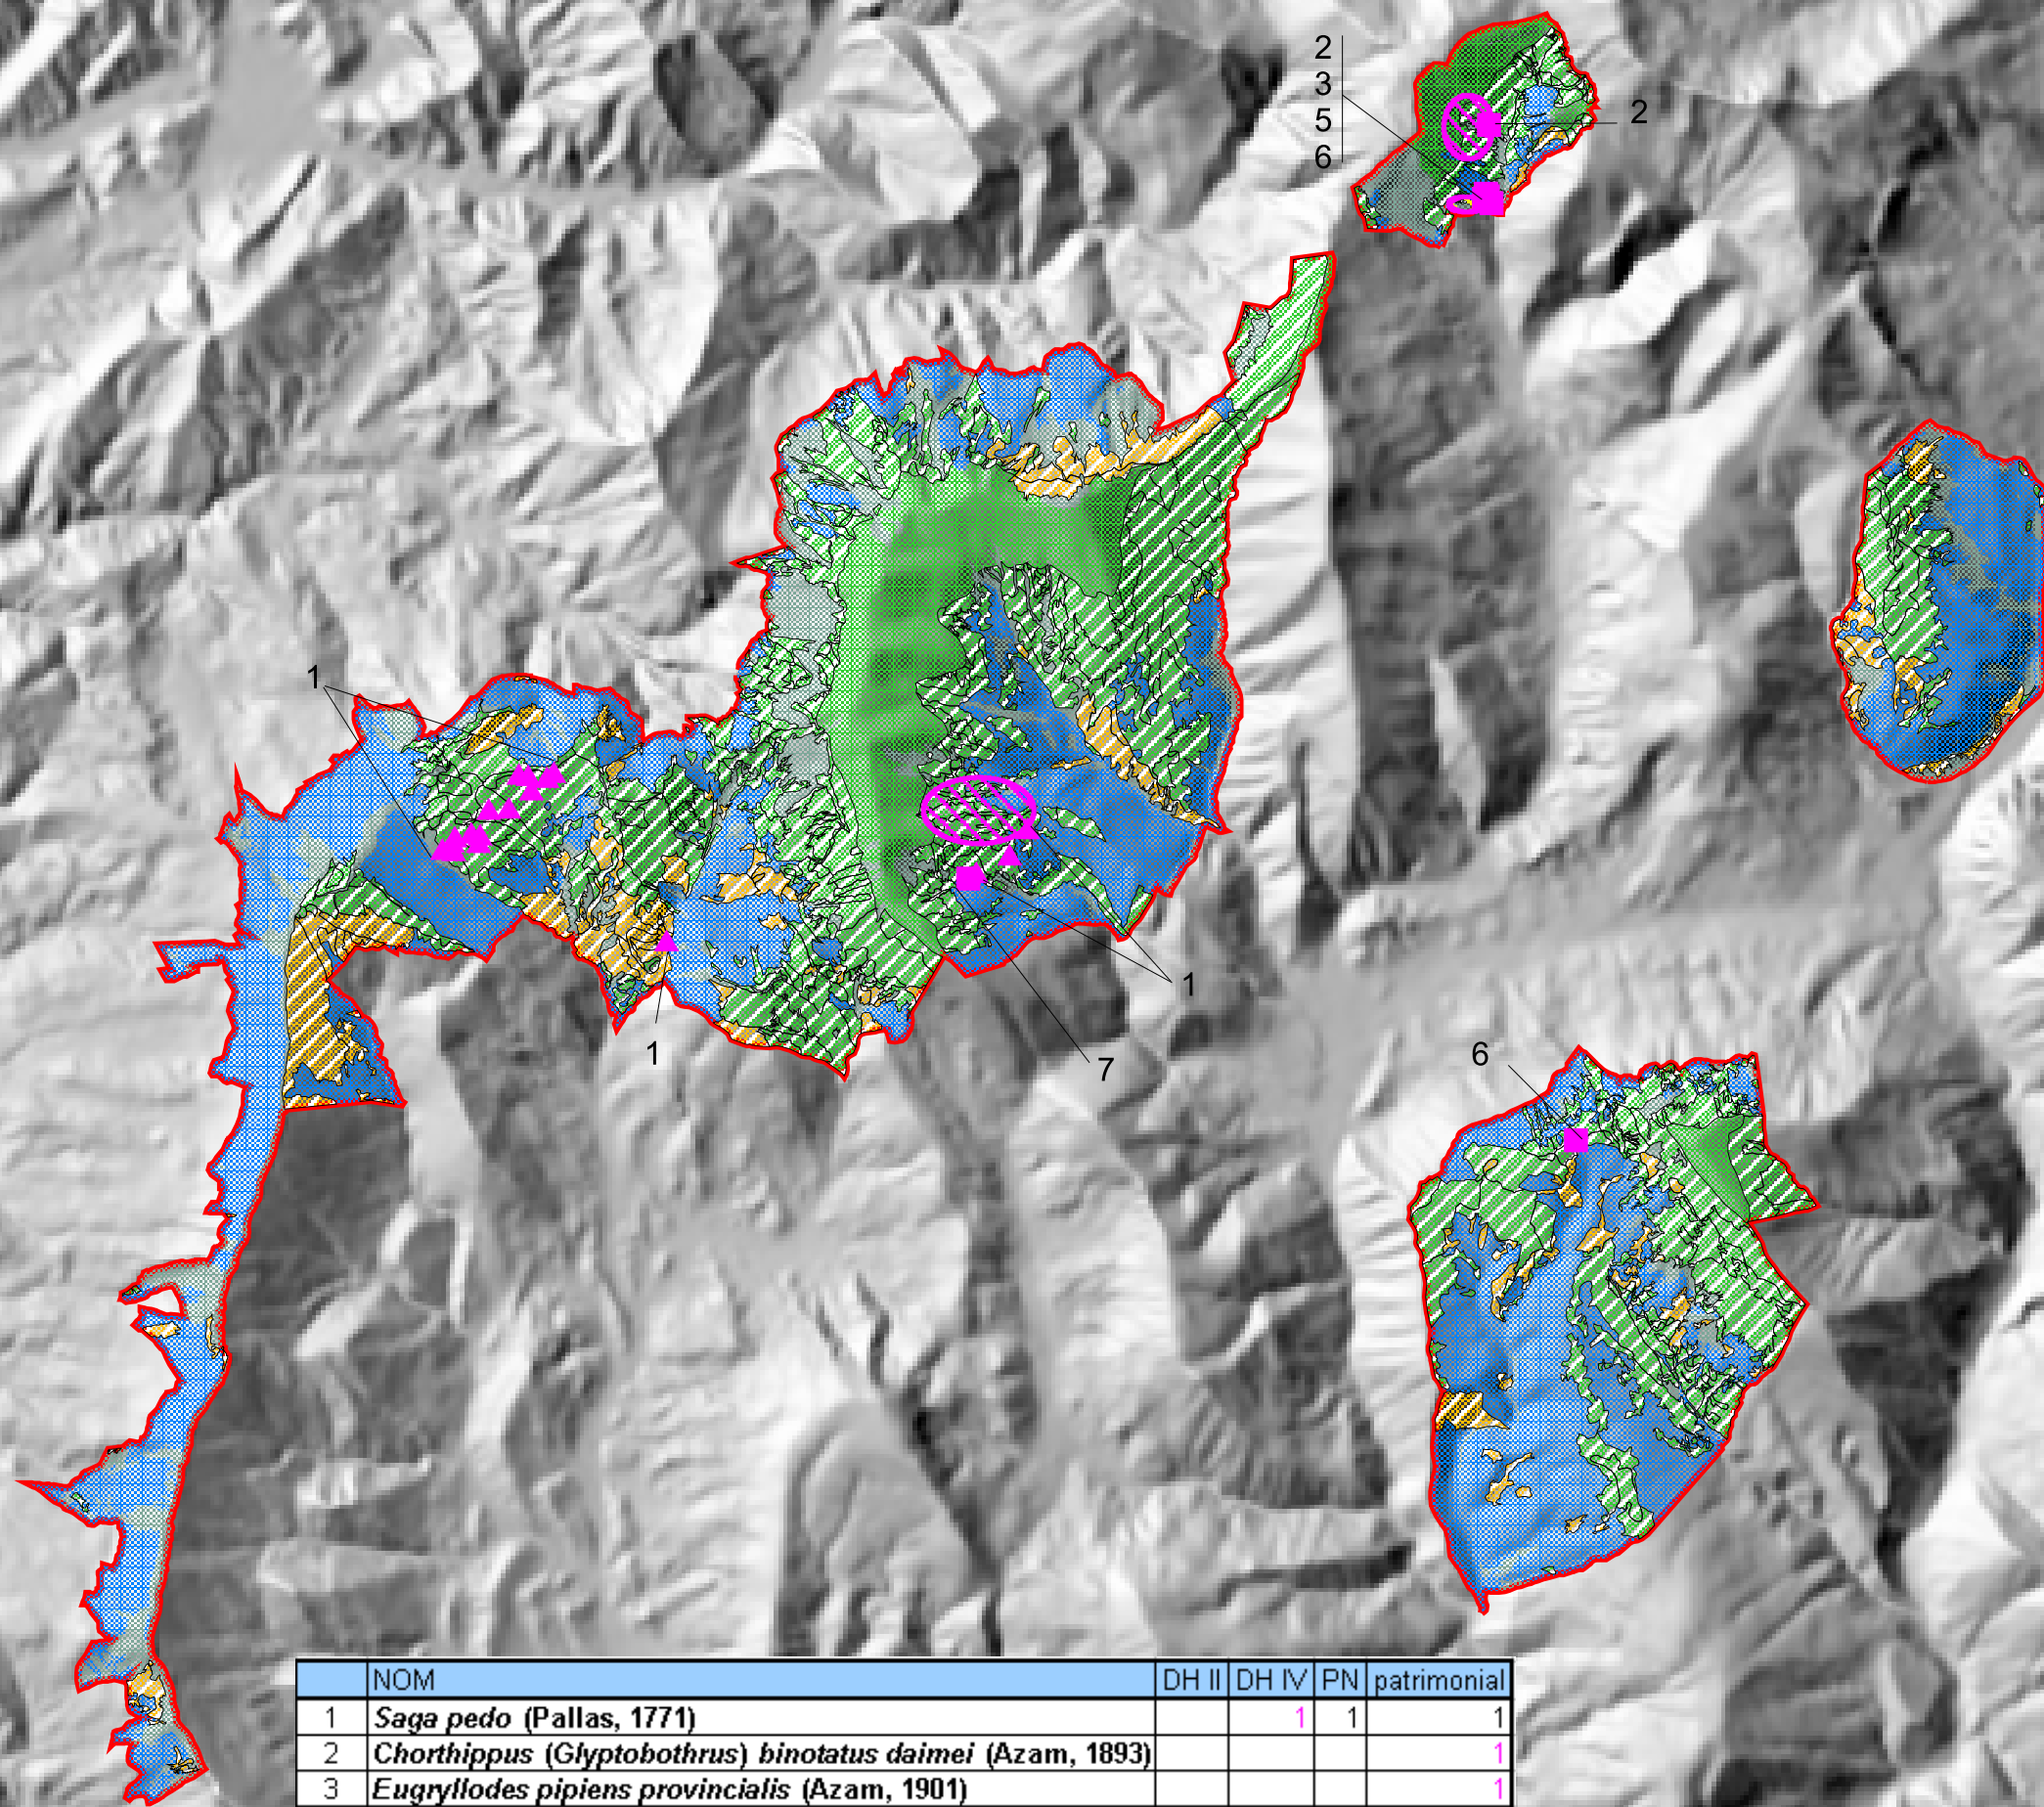 2
3
5
6
2
1
1
1
7
6
NOM DH II DH IV PN patrimonial
1 Saga pedo (Pallas, 1771) 1 1 1
2 Chorthippus (Glyptobothrus) binotatus daimei (Azam, 1893) 1
3 Eugryllodes pipiens provincialis (Azam, 1901) 1